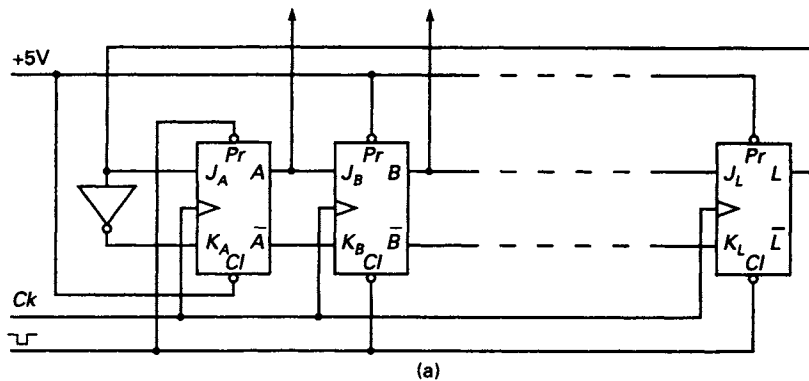 +5V
Pr Pr Pr
J_A A J_B B J_L L
K_A A̅ K_B B̅ K_L L̅
Cl Cl Cl
Ck
(a)